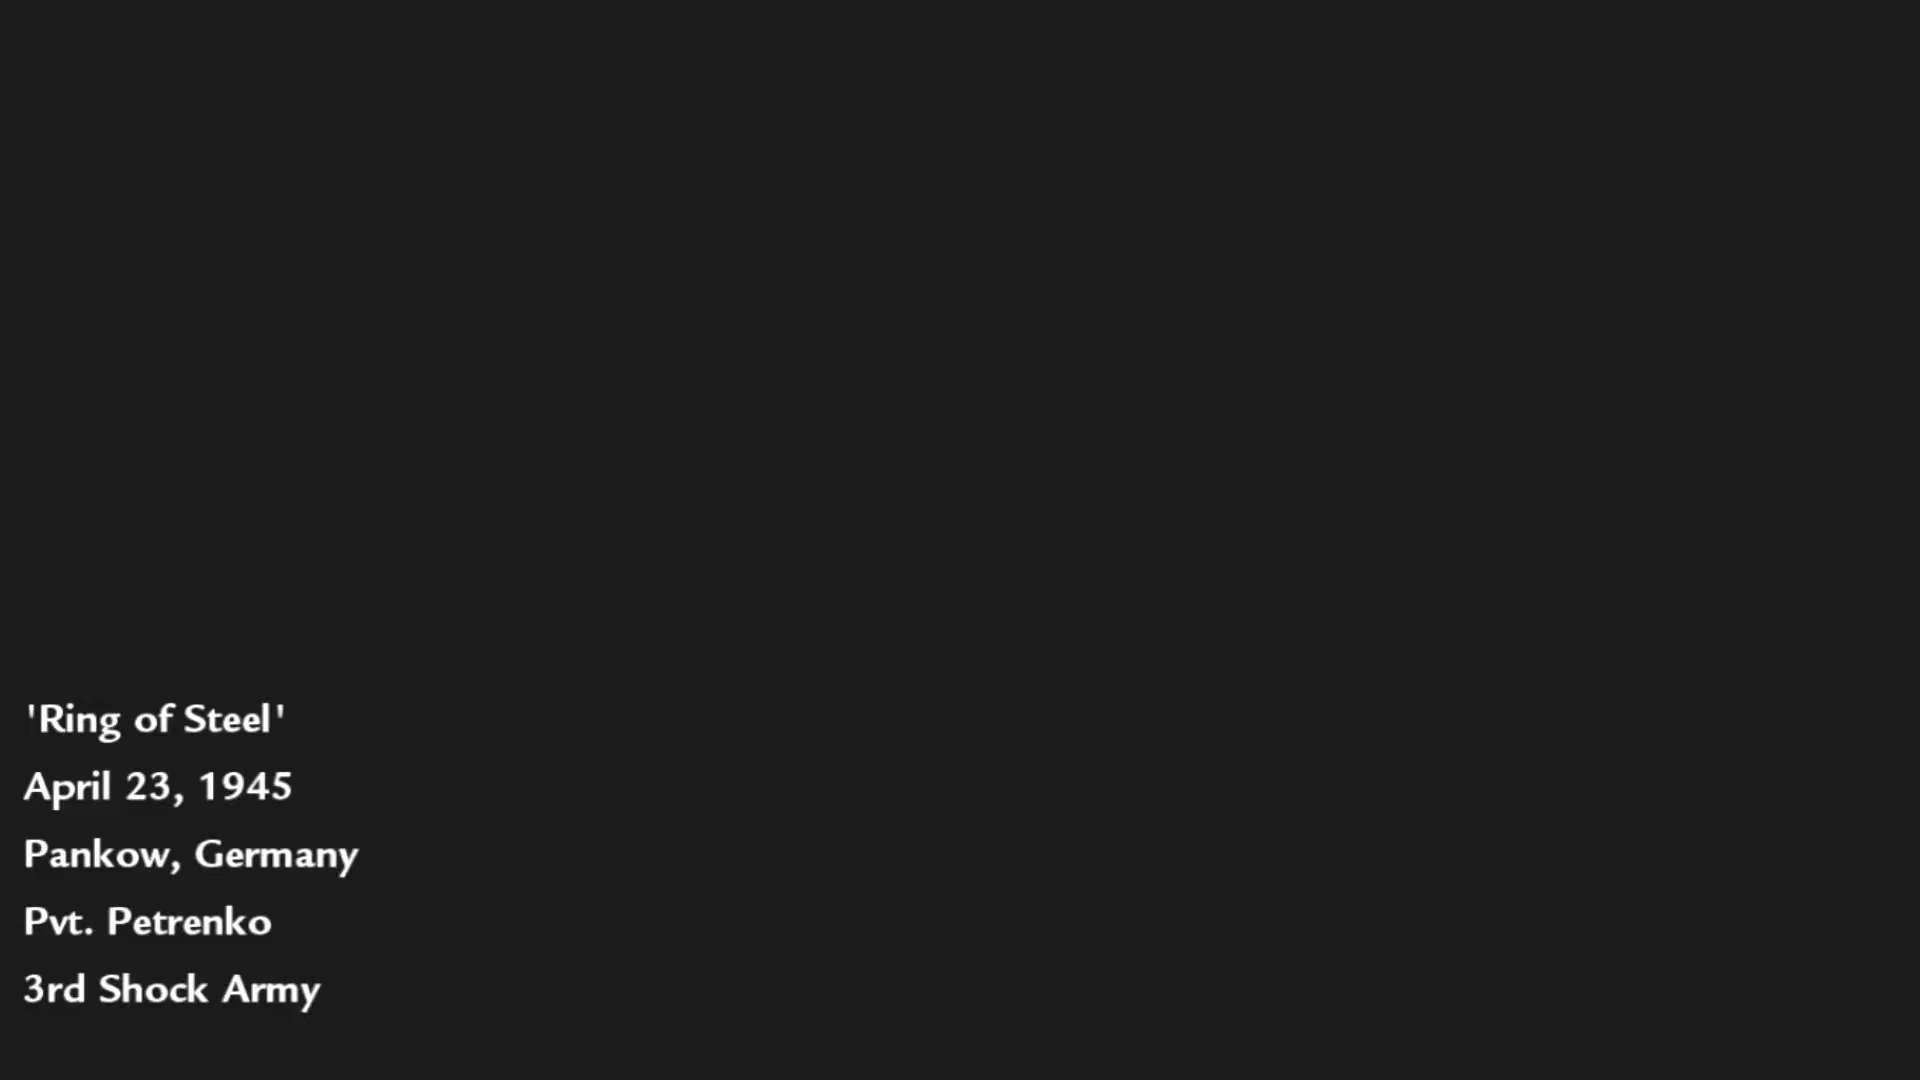 'Ring of Steel'
April 23, 1945
Pankow, Germany
Pvt. Petrenko
3rd Shock Army